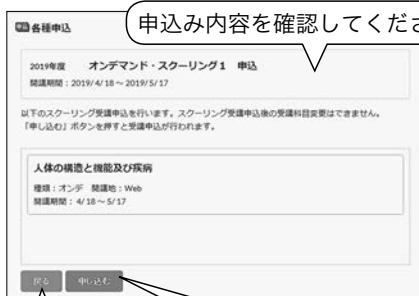 各種申込
申込み内容を確認してくださ
2019年度 オンデマンド・スクーリング1 申込
開講期間：2019/4/18～2019/5/17
以下のスクーリング受講申込を行います。スクーリング受講申込後の受講科目変更はできません。
「申し込む」ボタンを押すと受講申込が行われます。
人体の構造と機能及び疾病
種類：オンデ 開講地：Web
開講期間：4/18～5/17
戻る 申し込む